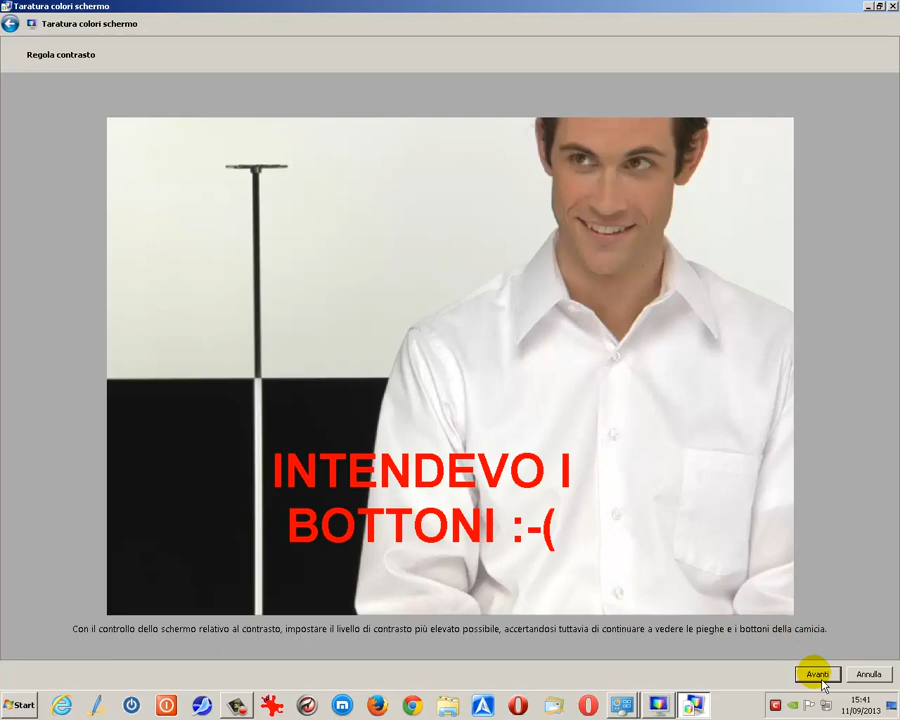 Taratura colori schermo
Taratura colori schermo
Regola contrasto
INTENDEVO I
BOTTONI :-(
Con il controllo dello schermo relativo al contrasto, impostare il livello di contrasto più elevato possibile, accertandosi tuttavia di continuare a vedere le pieghe e i bottoni della camicia.
Avanti
Annulla
Start
15:41
11/09/2013